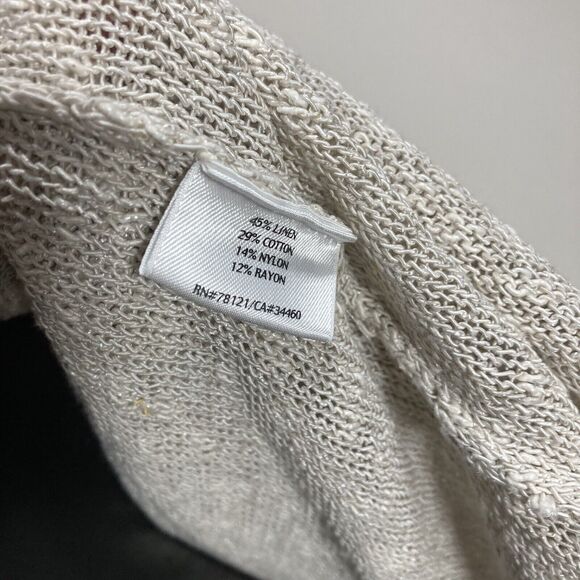 45% LINEN
29% COTTON
14% NYLON
12% RAYON
RN#78121/CA#34460